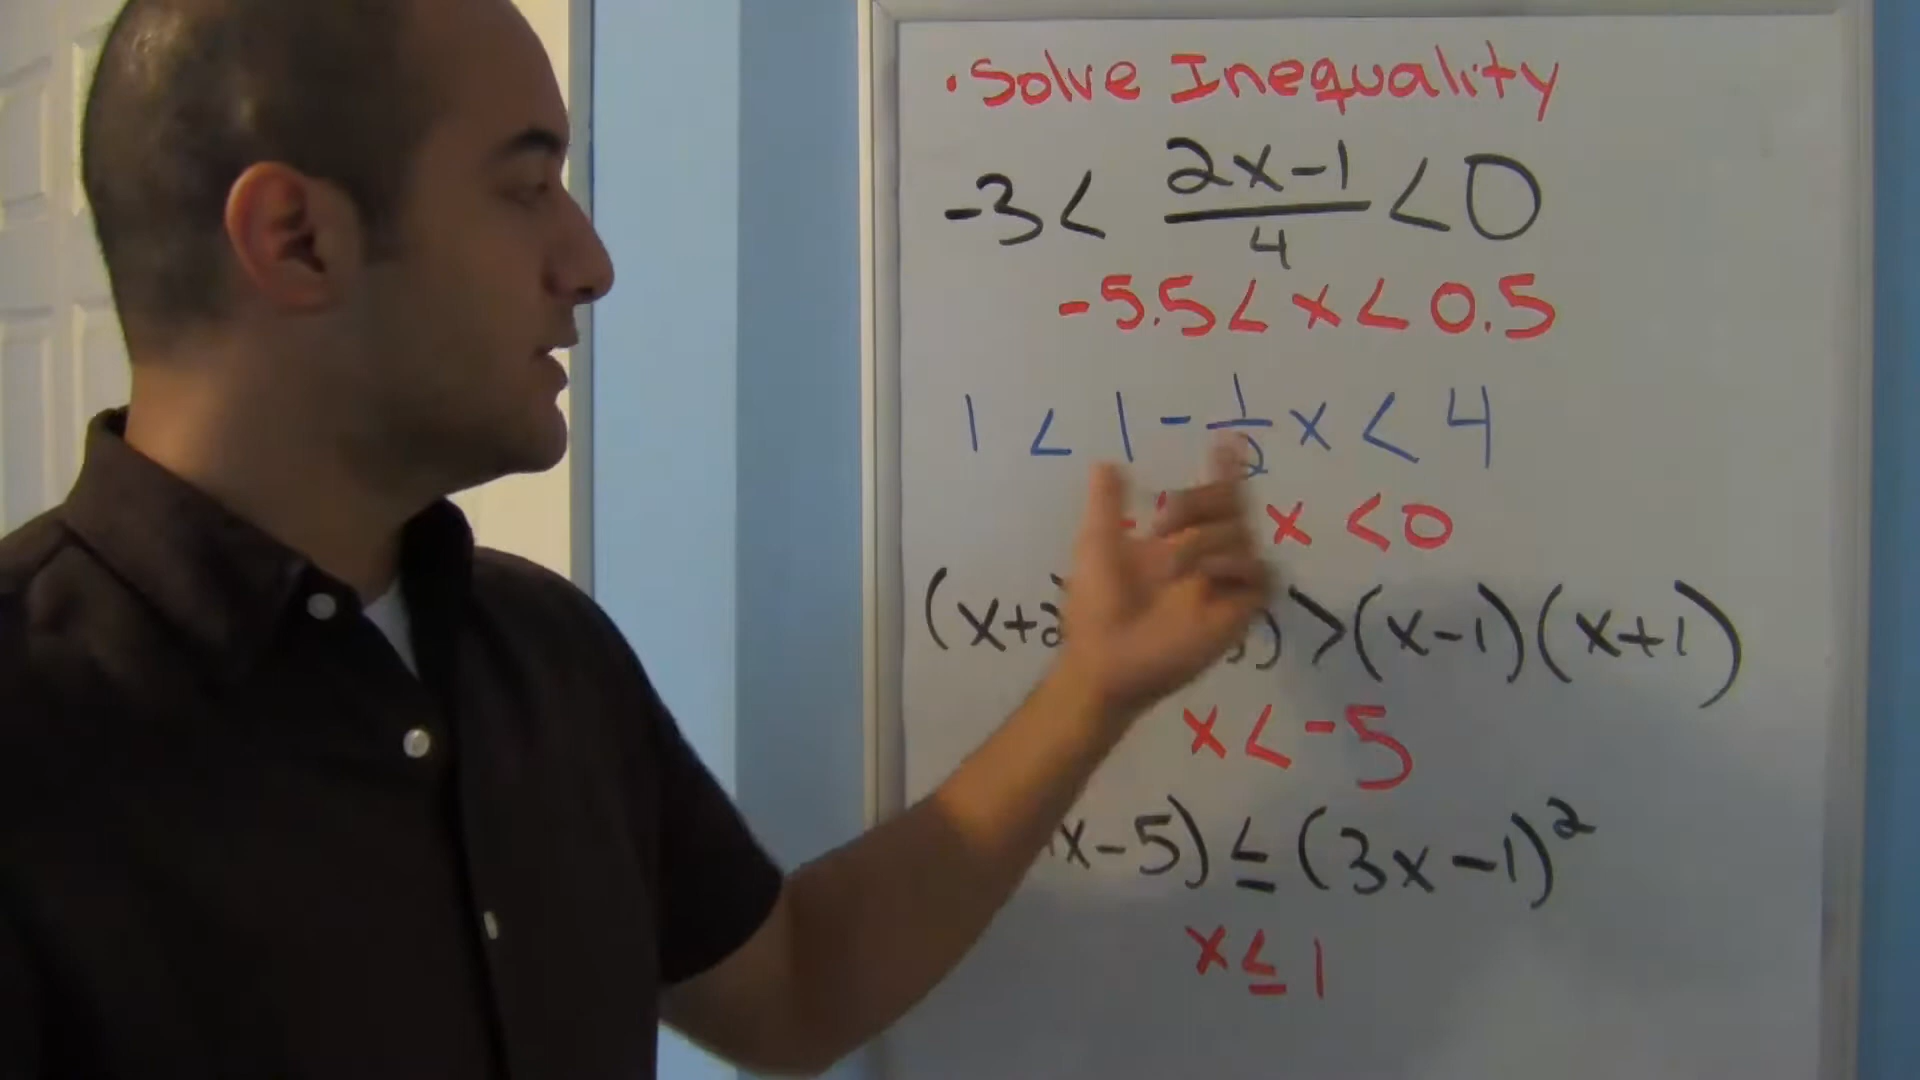 • Solve Inequality
-3 < (2x-1)/4 < 0
-5.5 < x < 0.5
1 < 1 - 1/2 x < 4
x < 0
(x+2 ) > (x-1)(x+1)
x < -5
x-5) ≤ (3x-1)²
x ≤ 1